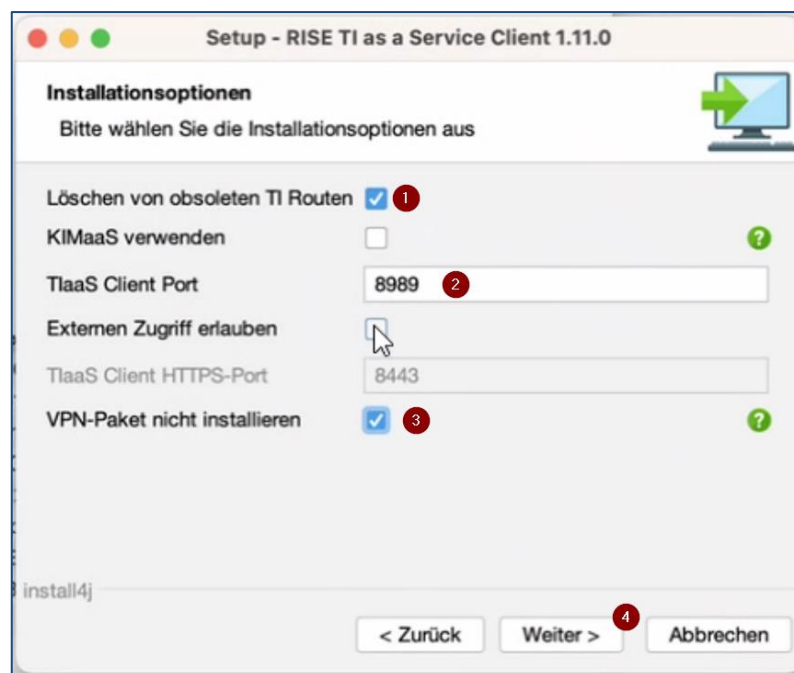 Setup - RISE TI as a Service Client 1.11.0
Installationsoptionen
Bitte wählen Sie die Installationsoptionen aus
Löschen von obsoleten TI Routen 1
KIMaaS verwenden ?
TIaaS Client Port 8989 2
Externen Zugriff erlauben
TIaaS Client HTTPS-Port 8443
VPN-Paket nicht installieren 3 ?
install4j
4
< Zurück Weiter > Abbrechen